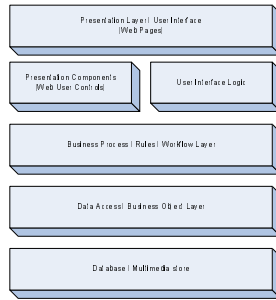 Presentation Layer | User Interface
(Web Pages)
Presentation Components
(Web User Controls)
User Interface Logic
Business Process | Rules | Workflow Layer
Data Access | Business Object Layer
Database | Multimedia store